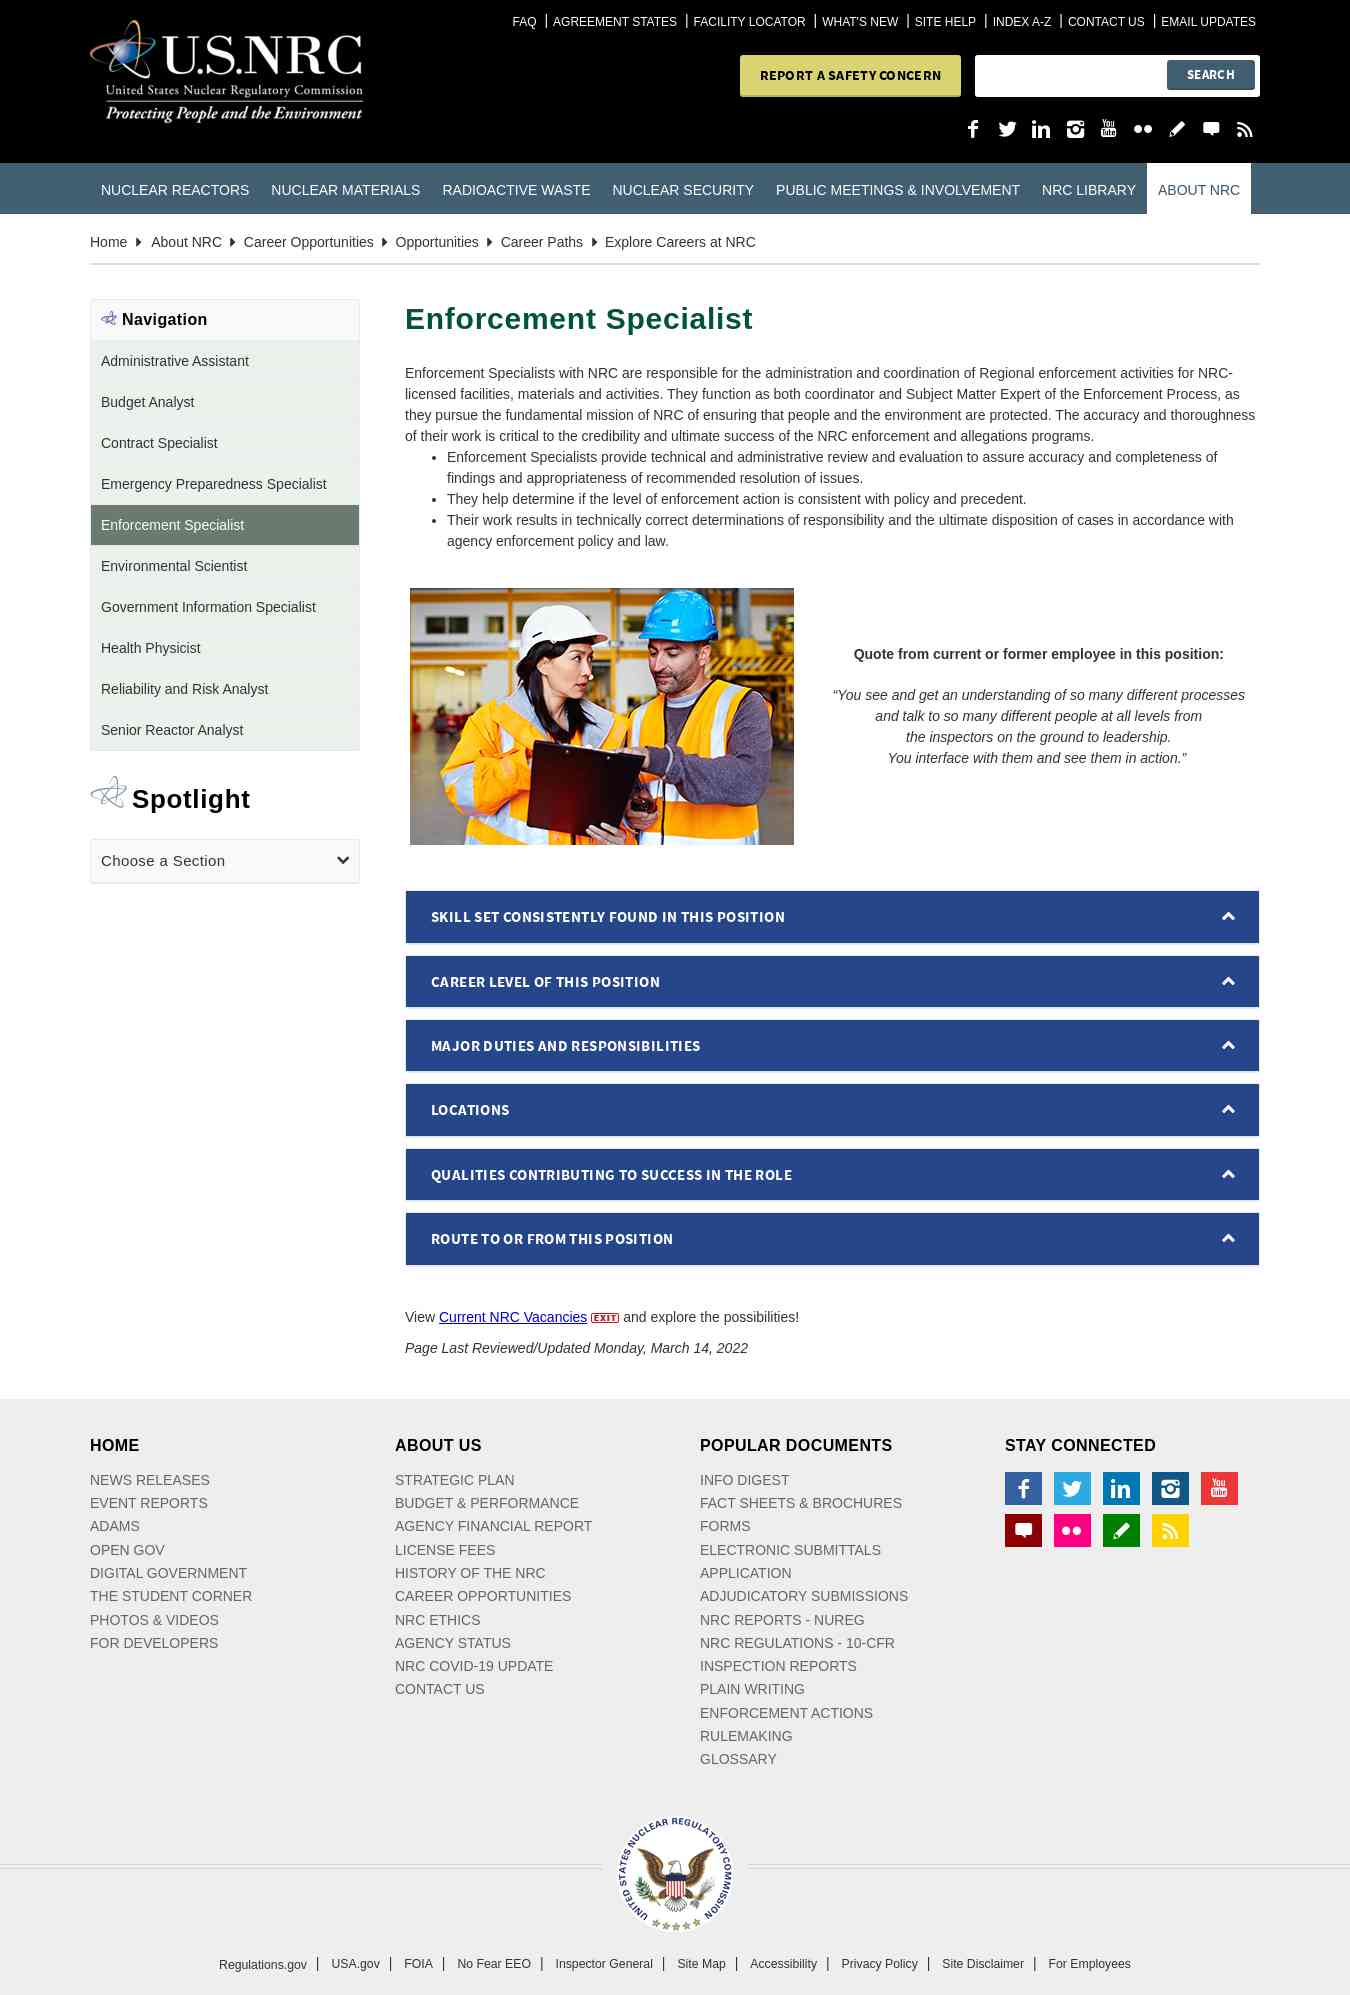 FAQ | AGREEMENT STATES | FACILITY LOCATOR | WHAT'S NEW | SITE HELP | INDEX A-Z | CONTACT US | EMAIL UPDATES
U.S.NRC
United States Nuclear Regulatory Commission
Protecting People and the Environment
REPORT A SAFETY CONCERN
SEARCH
NUCLEAR REACTORS NUCLEAR MATERIALS RADIOACTIVE WASTE NUCLEAR SECURITY PUBLIC MEETINGS & INVOLVEMENT NRC LIBRARY ABOUT NRC
Home About NRC Career Opportunities Opportunities Career Paths Explore Careers at NRC
Navigation
Administrative Assistant
Budget Analyst
Contract Specialist
Emergency Preparedness Specialist
Enforcement Specialist
Environmental Scientist
Government Information Specialist
Health Physicist
Reliability and Risk Analyst
Senior Reactor Analyst
Spotlight
Choose a Section
Enforcement Specialist
Enforcement Specialists with NRC are responsible for the administration and coordination of Regional enforcement activities for NRC-
licensed facilities, materials and activities. They function as both coordinator and Subject Matter Expert of the Enforcement Process, as
they pursue the fundamental mission of NRC of ensuring that people and the environment are protected. The accuracy and thoroughness
of their work is critical to the credibility and ultimate success of the NRC enforcement and allegations programs.
• Enforcement Specialists provide technical and administrative review and evaluation to assure accuracy and completeness of
findings and appropriateness of recommended resolution of issues.
• They help determine if the level of enforcement action is consistent with policy and precedent.
• Their work results in technically correct determinations of responsibility and the ultimate disposition of cases in accordance with
agency enforcement policy and law.
Quote from current or former employee in this position:
“You see and get an understanding of so many different processes
and talk to so many different people at all levels from
the inspectors on the ground to leadership.
You interface with them and see them in action.”
SKILL SET CONSISTENTLY FOUND IN THIS POSITION
CAREER LEVEL OF THIS POSITION
MAJOR DUTIES AND RESPONSIBILITIES
LOCATIONS
QUALITIES CONTRIBUTING TO SUCCESS IN THE ROLE
ROUTE TO OR FROM THIS POSITION
View Current NRC Vacancies EXIT and explore the possibilities!
Page Last Reviewed/Updated Monday, March 14, 2022
HOME
NEWS RELEASES
EVENT REPORTS
ADAMS
OPEN GOV
DIGITAL GOVERNMENT
THE STUDENT CORNER
PHOTOS & VIDEOS
FOR DEVELOPERS
ABOUT US
STRATEGIC PLAN
BUDGET & PERFORMANCE
AGENCY FINANCIAL REPORT
LICENSE FEES
HISTORY OF THE NRC
CAREER OPPORTUNITIES
NRC ETHICS
AGENCY STATUS
NRC COVID-19 UPDATE
CONTACT US
POPULAR DOCUMENTS
INFO DIGEST
FACT SHEETS & BROCHURES
FORMS
ELECTRONIC SUBMITTALS
APPLICATION
ADJUDICATORY SUBMISSIONS
NRC REPORTS - NUREG
NRC REGULATIONS - 10-CFR
INSPECTION REPORTS
PLAIN WRITING
ENFORCEMENT ACTIONS
RULEMAKING
GLOSSARY
STAY CONNECTED
You Tube
UNITED STATES NUCLEAR REGULATORY COMMISSION
Regulations.gov | USA.gov | FOIA | No Fear EEO | Inspector General | Site Map | Accessibility | Privacy Policy | Site Disclaimer | For Employees